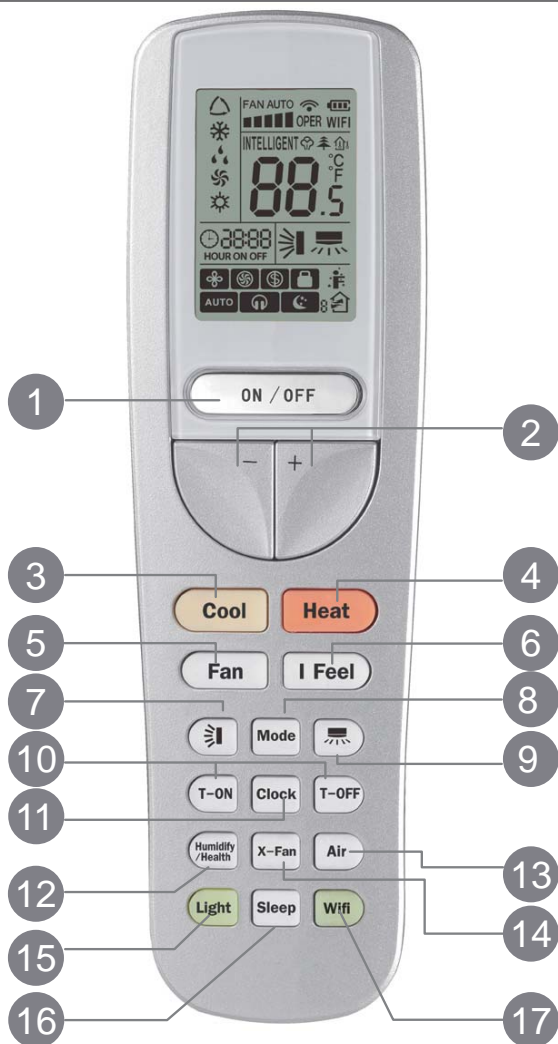 FAN AUTO
OPER WIFI
INTELLIGENT
°C
°F
88.5
88:88
HOUR ON OFF
AUTO
8
1
ON/OFF
2
- +
3
4
Cool
Heat
5
6
Fan
I Feel
7
8
Mode
9
10
T-ON
Clock
T-OFF
11
Humidify
/Health
X-Fan
Air
12
13
14
Light
Sleep
Wifi
15
16
17